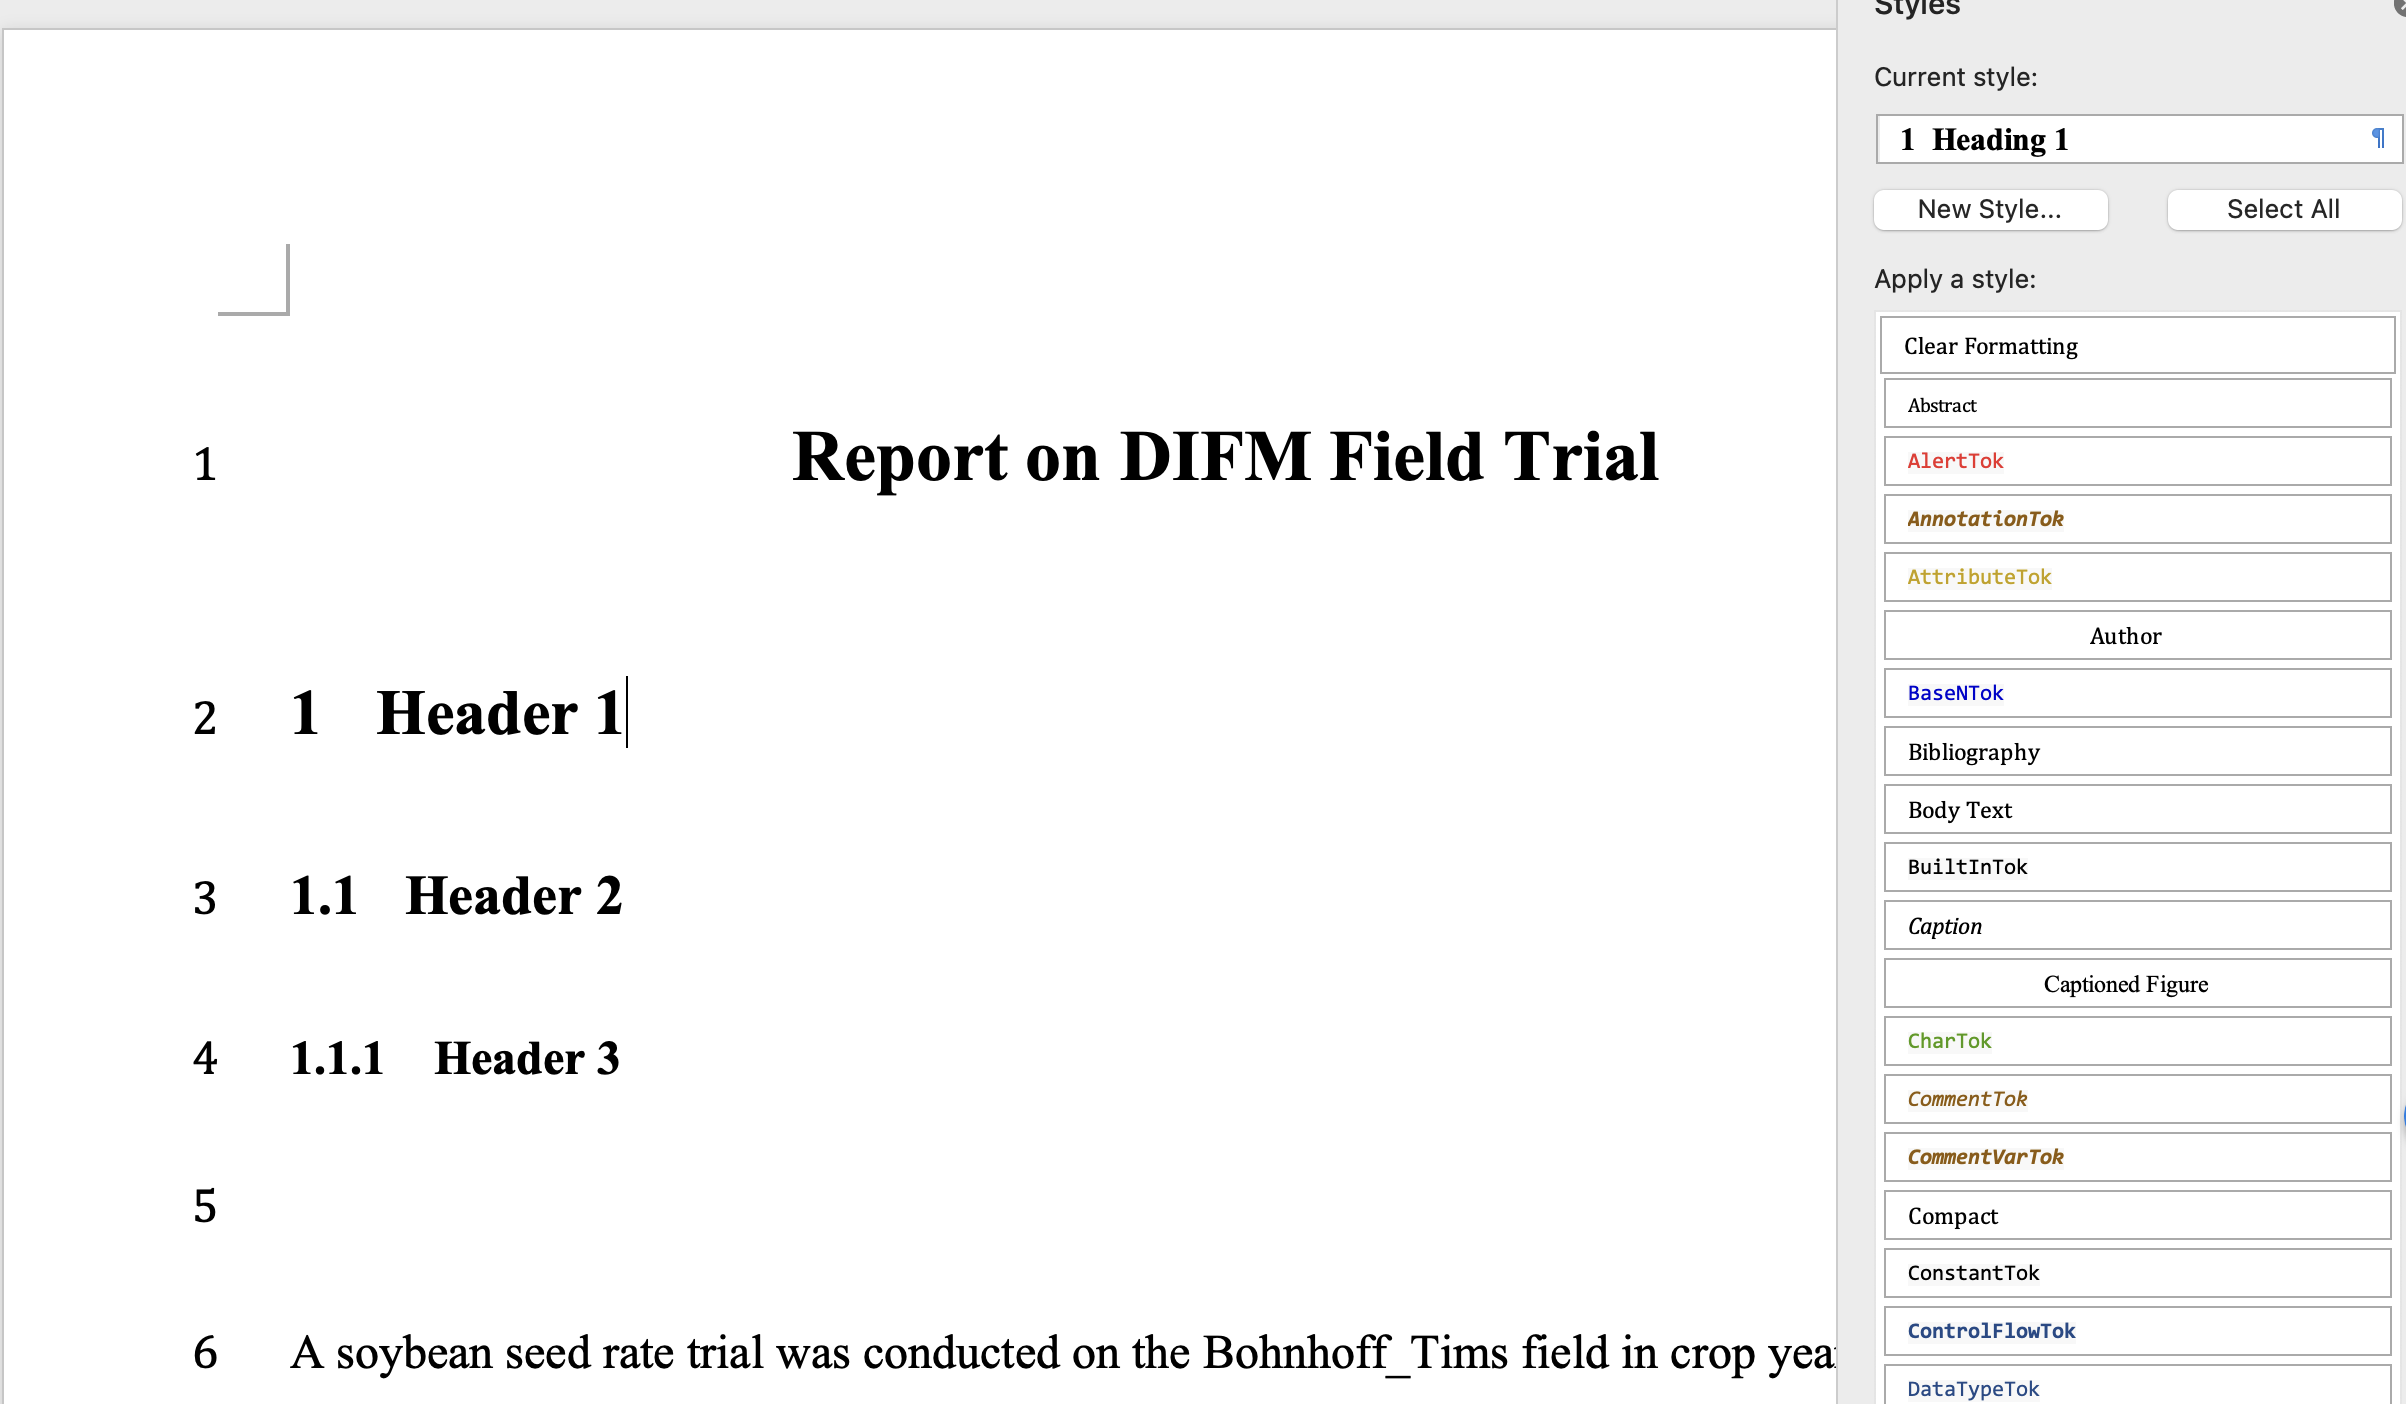 Styles
Current style:
1 Heading 1 ¶
New Style...
Select All
Apply a style:
Clear Formatting
Abstract
AlertTok
AnnotationTok
AttributeTok
Author
BaseNTok
Bibliography
Body Text
BuiltInTok
Caption
Captioned Figure
CharTok
CommentTok
CommentVarTok
Compact
ConstantTok
ControlFlowTok
DataTypeTok
1 Report on DIFM Field Trial
2 1 Header 1
3 1.1 Header 2
4 1.1.1 Header 3
5
6 A soybean seed rate trial was conducted on the Bohnhoff_Tims field in crop